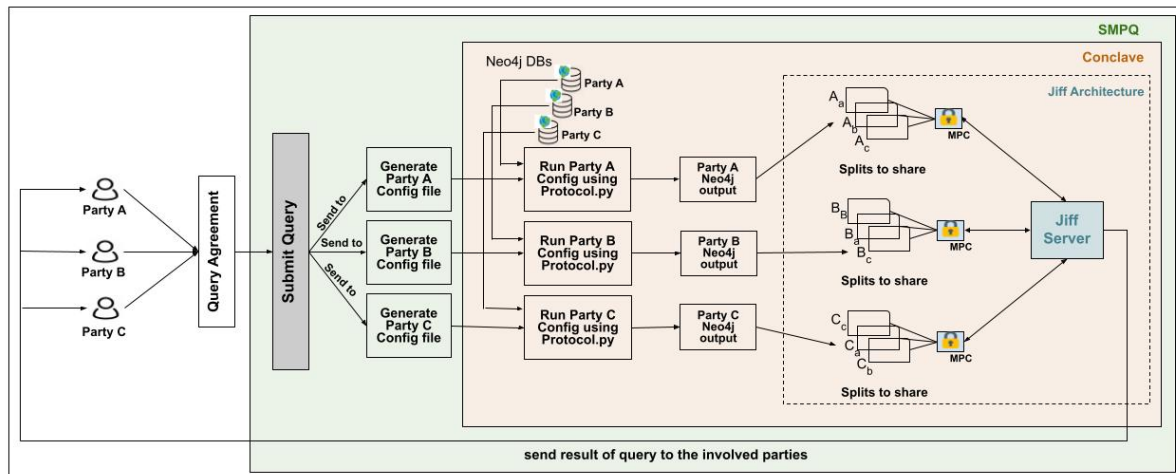 SMPQ
Conclave
Jiff Architecture
Neo4j DBs
Party A
Party B
Party C
Party A
Party B
Party C
Query Agreement
Submit Query
Send to
Send to
Send to
Generate
Party A
Config file
Generate
Party B
Config file
Generate
Party C
Config file
Run Party A
Config using
Protocol.py
Run Party B
Config using
Protocol.py
Run Party C
Config using
Protocol.py
Party A
Neo4j
output
Party B
Neo4j
output
Party C
Neo4j
output
Aa
Ab
Ac
MPC
Splits to share
BB
Ba
Bc
MPC
Splits to share
Cc
Ca
Cb
MPC
Splits to share
Jiff
Server
send result of query to the involved parties